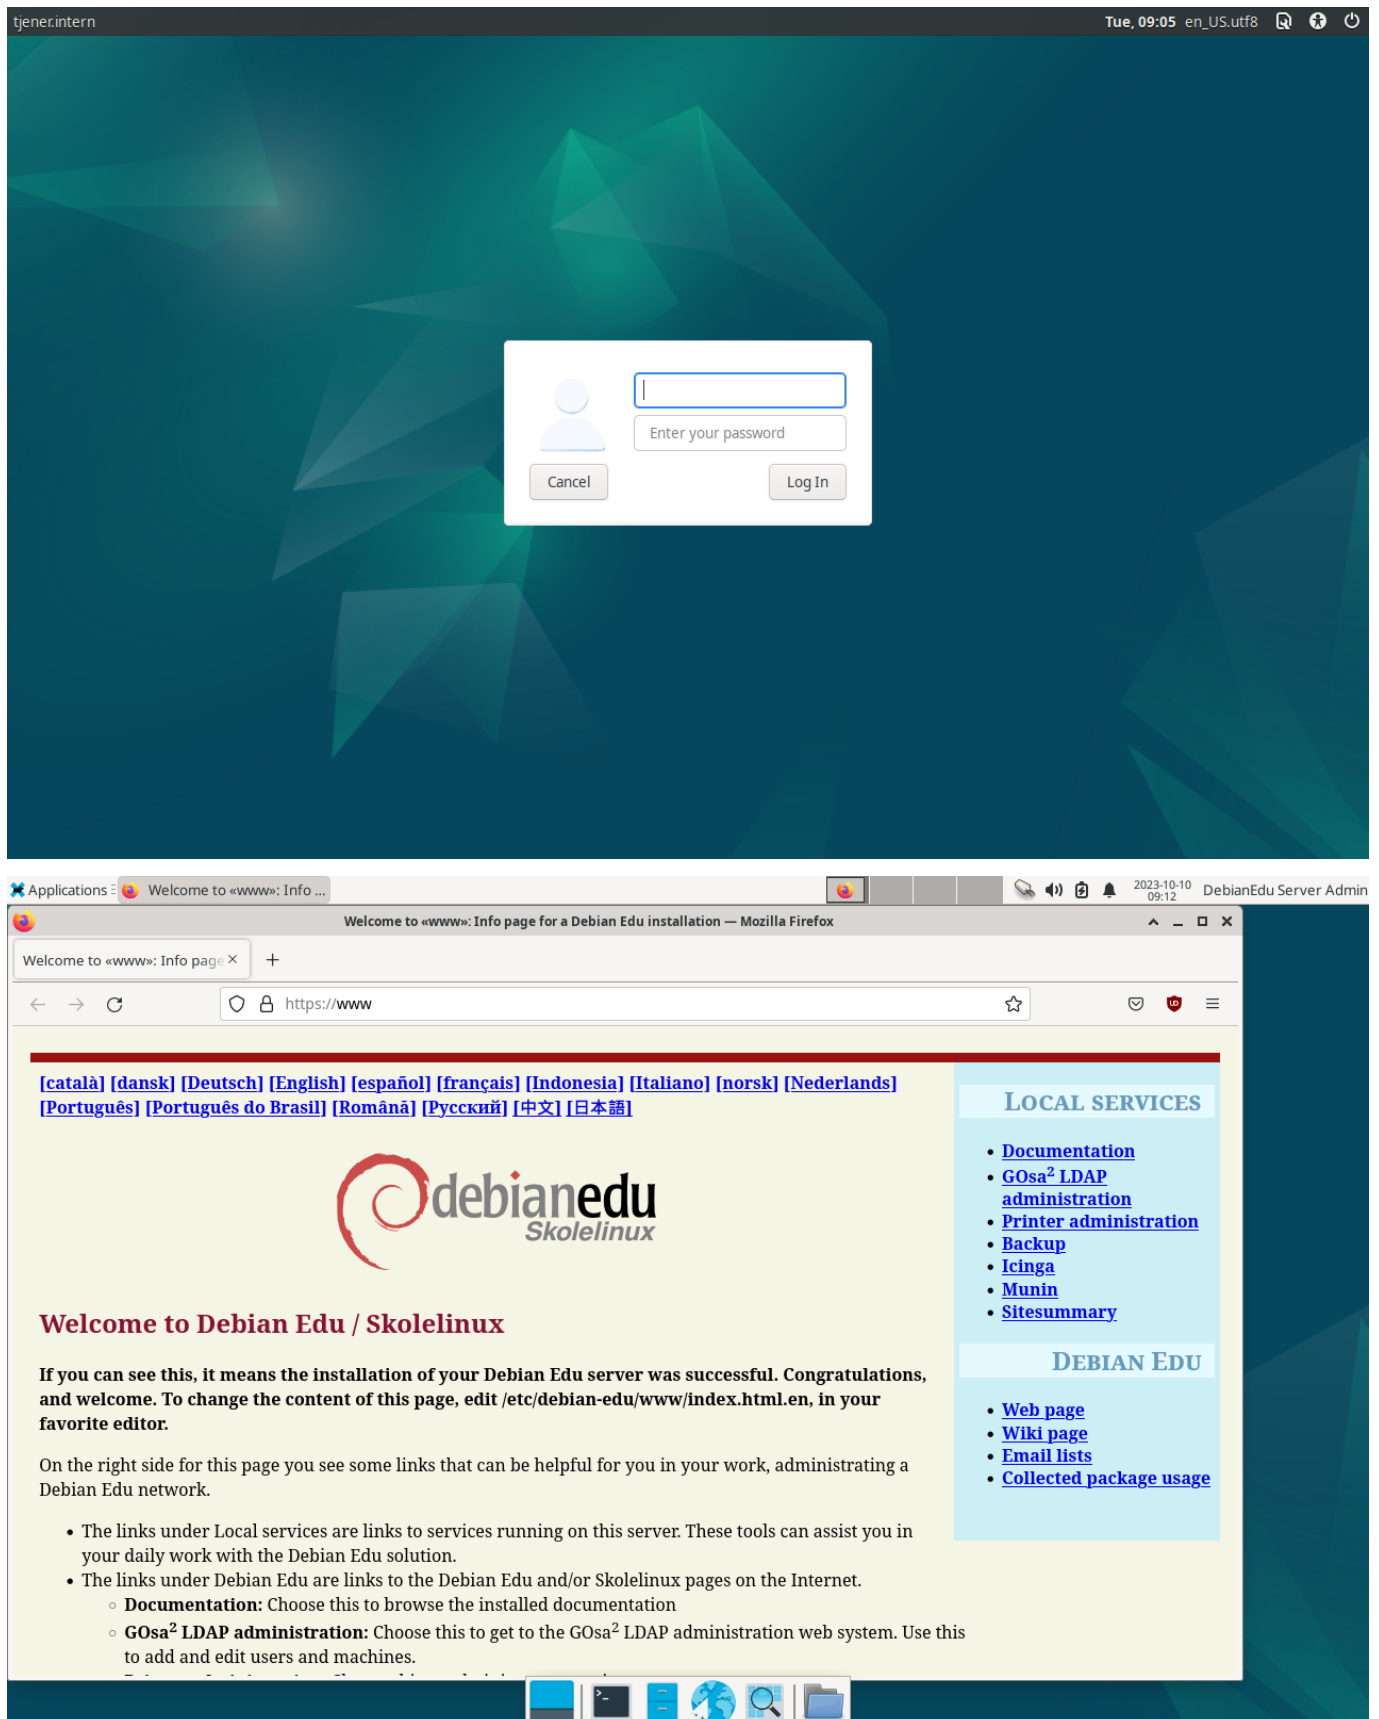 tjener.intern
Tue, 09:05 en_US.utf8
Enter your password
Cancel
Log In
Applications
Welcome to «www»: Info ...
2023-10-10
09:12
DebianEdu Server Admin
Welcome to «www»: Info page for a Debian Edu installation — Mozilla Firefox
Welcome to «www»: Info page
https://www
[català] [dansk] [Deutsch] [English] [español] [français] [Indonesia] [Italiano] [norsk] [Nederlands]
[Português] [Português do Brasil] [Română] [Русский] [中文] [日本語]
debianedu
Skolelinux
Welcome to Debian Edu / Skolelinux
If you can see this, it means the installation of your Debian Edu server was successful. Congratulations,
and welcome. To change the content of this page, edit /etc/debian-edu/www/index.html.en, in your
favorite editor.
On the right side for this page you see some links that can be helpful for you in your work, administrating a
Debian Edu network.
• The links under Local services are links to services running on this server. These tools can assist you in
your daily work with the Debian Edu solution.
• The links under Debian Edu are links to the Debian Edu and/or Skolelinux pages on the Internet.
◦ Documentation: Choose this to browse the installed documentation
◦ GOsa² LDAP administration: Choose this to get to the GOsa² LDAP administration web system. Use this
to add and edit users and machines.
Local services
• Documentation
• GOsa² LDAP
administration
• Printer administration
• Backup
• Icinga
• Munin
• Sitesummary
Debian Edu
• Web page
• Wiki page
• Email lists
• Collected package usage